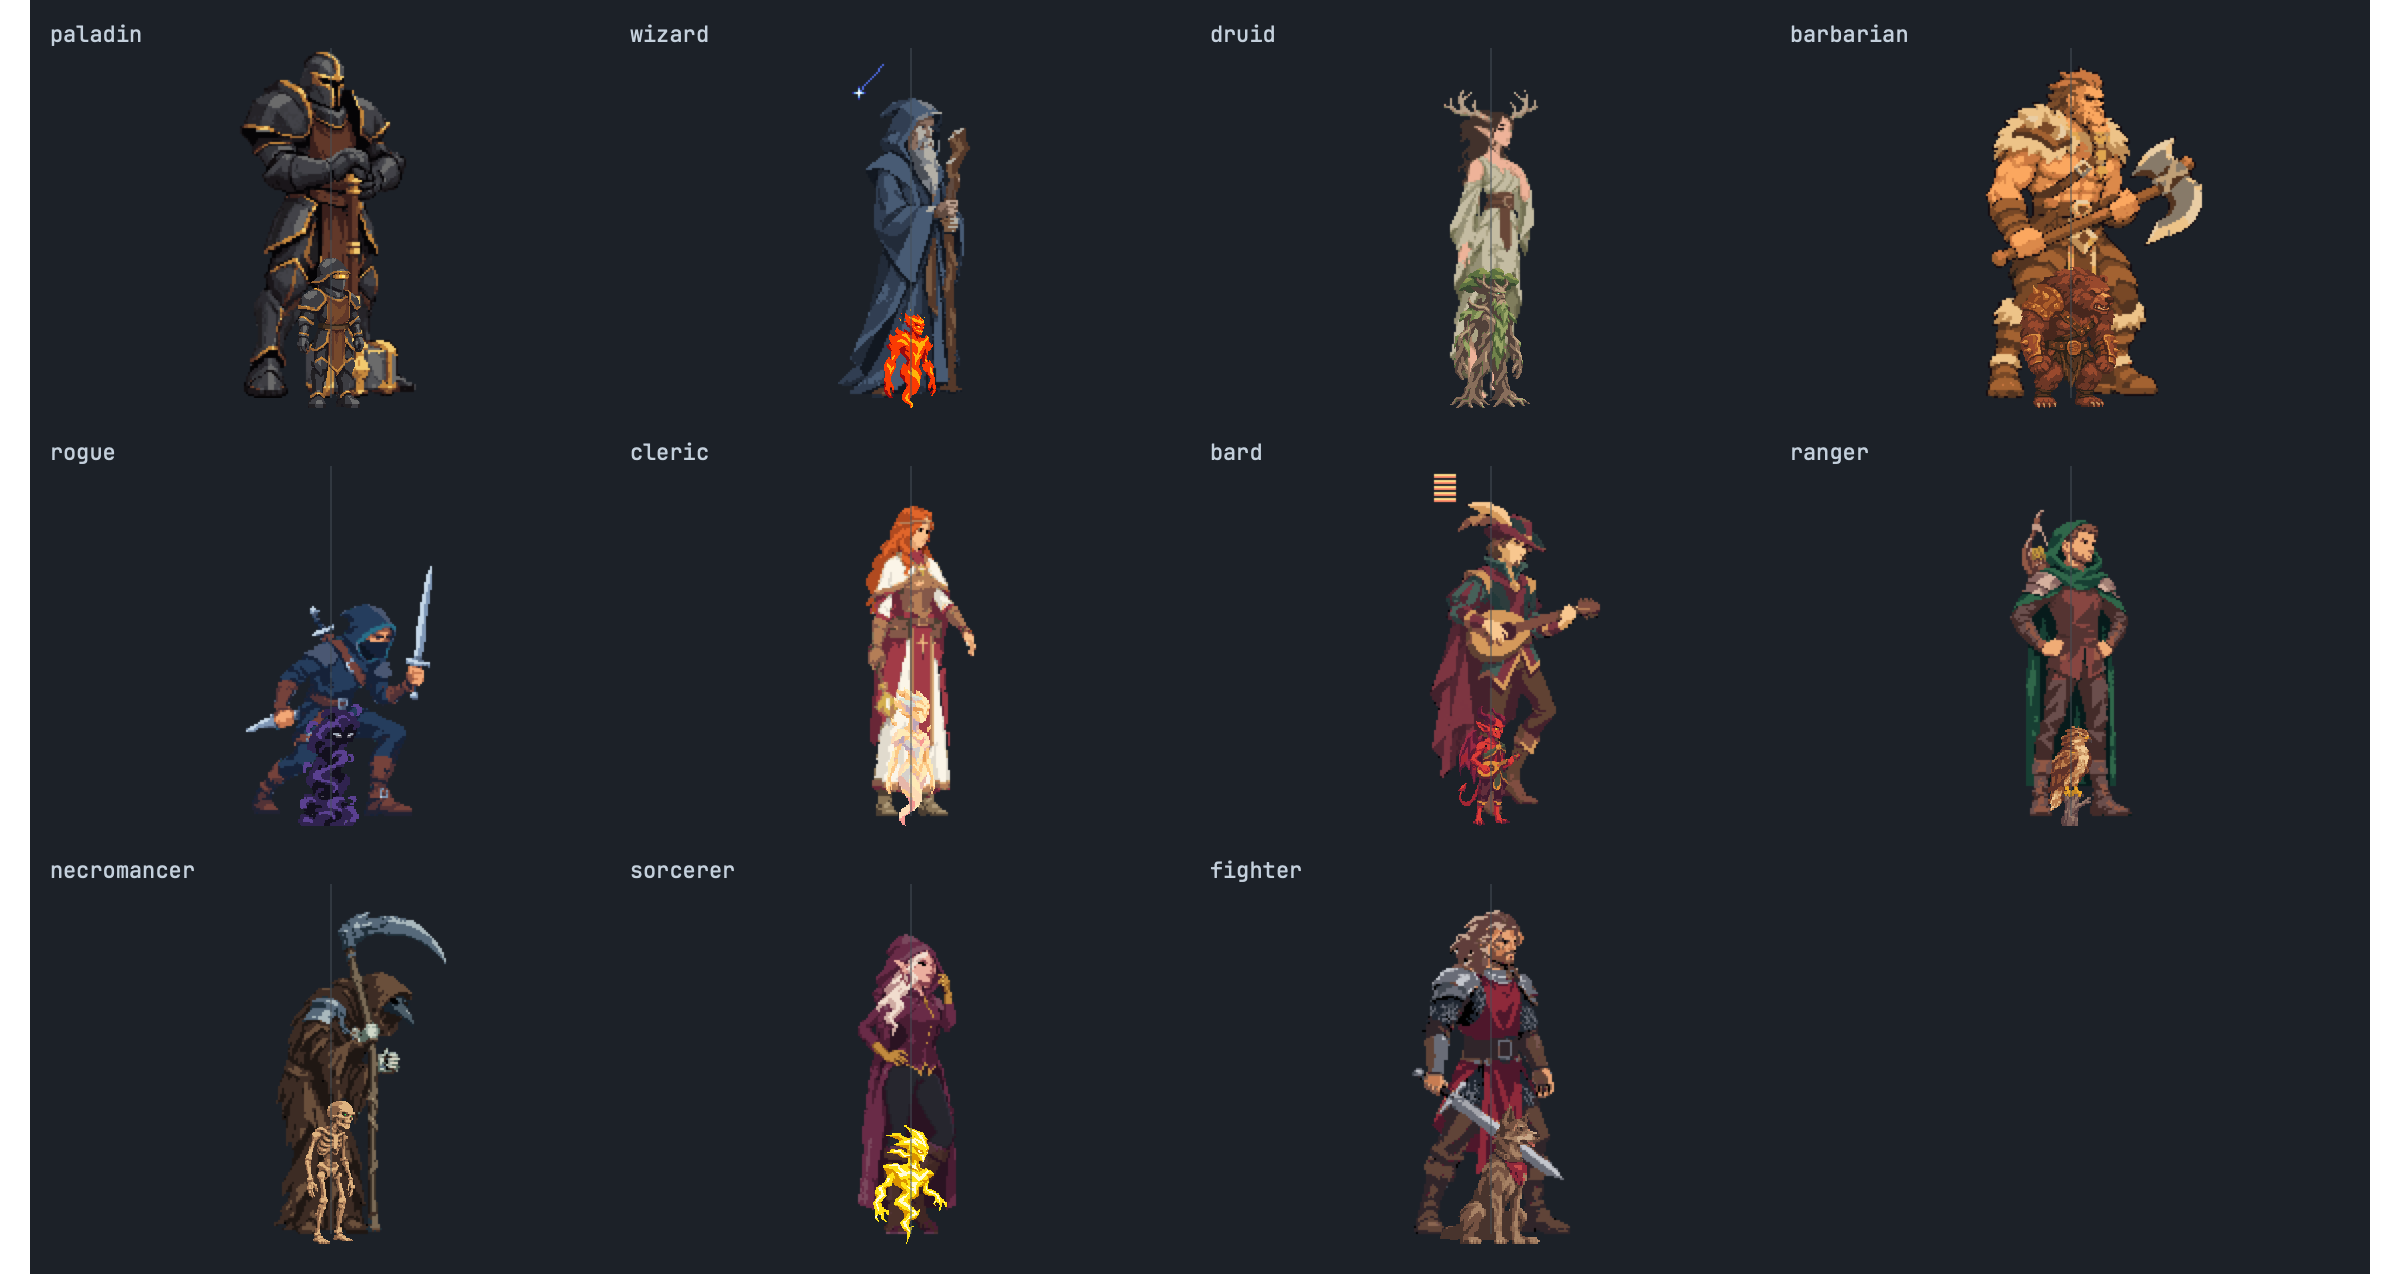 paladin
wizard
druid
barbarian
rogue
cleric
bard
ranger
necromancer
sorcerer
fighter